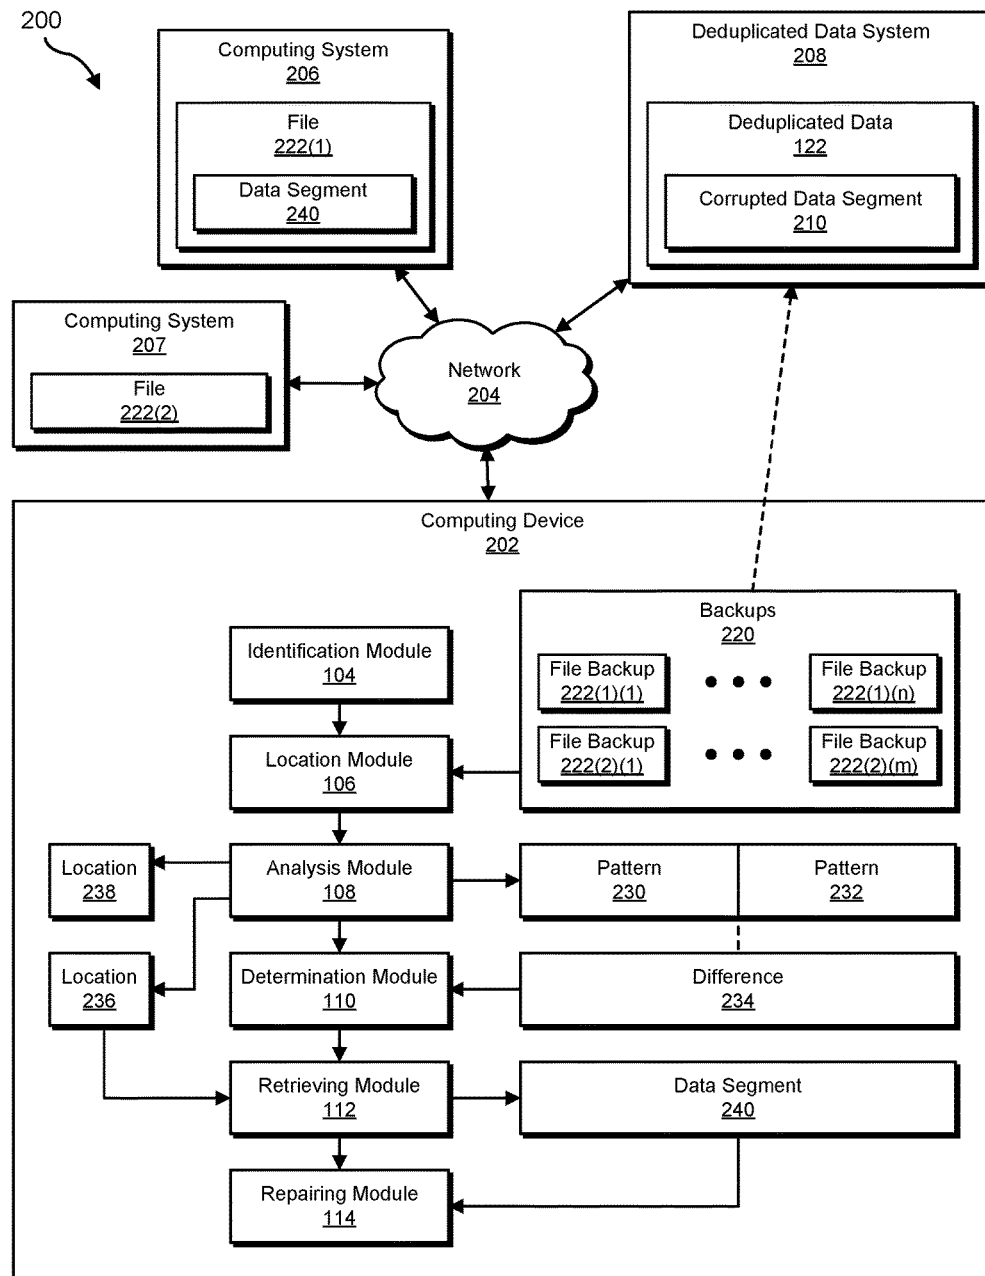 200
Computing System
206
File
222(1)
Data Segment
240
Deduplicated Data System
208
Deduplicated Data
122
Corrupted Data Segment
210
Computing System
207
File
222(2)
Network
204
Computing Device
202
Identification Module
104
Location Module
106
Backups
220
File Backup
222(1)(1)
File Backup
222(1)(n)
File Backup
222(2)(1)
File Backup
222(2)(m)
Location
238
Analysis Module
108
Pattern
230
Pattern
232
Location
236
Determination Module
110
Difference
234
Retrieving Module
112
Data Segment
240
Repairing Module
114